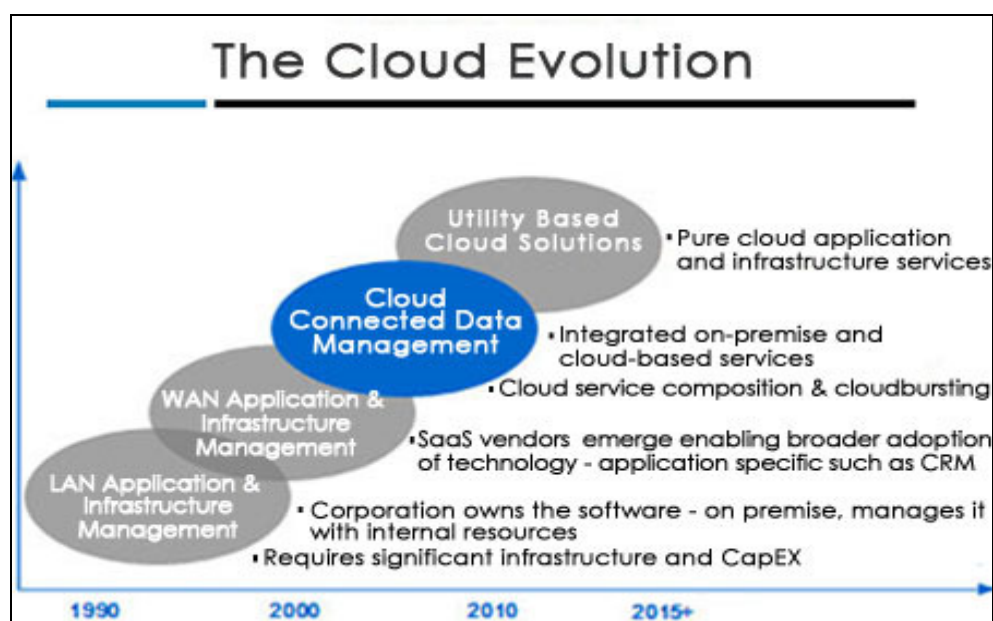 The Cloud Evolution
Utility Based
Cloud Solutions
▪Pure cloud application
and infrastructure services
Cloud
Connected Data
Management
▪Integrated on-premise and
cloud-based services
▪Cloud service composition & cloudbursting
WAN Application &
Infrastructure
Management
▪SaaS vendors emerge enabling broader adoption
of technology - application specific such as CRM
LAN Application &
Infrastructure
Management
▪Corporation owns the software - on premise, manages it
with internal resources
▪Requires significant infrastructure and CapEX
1990 2000 2010 2015+